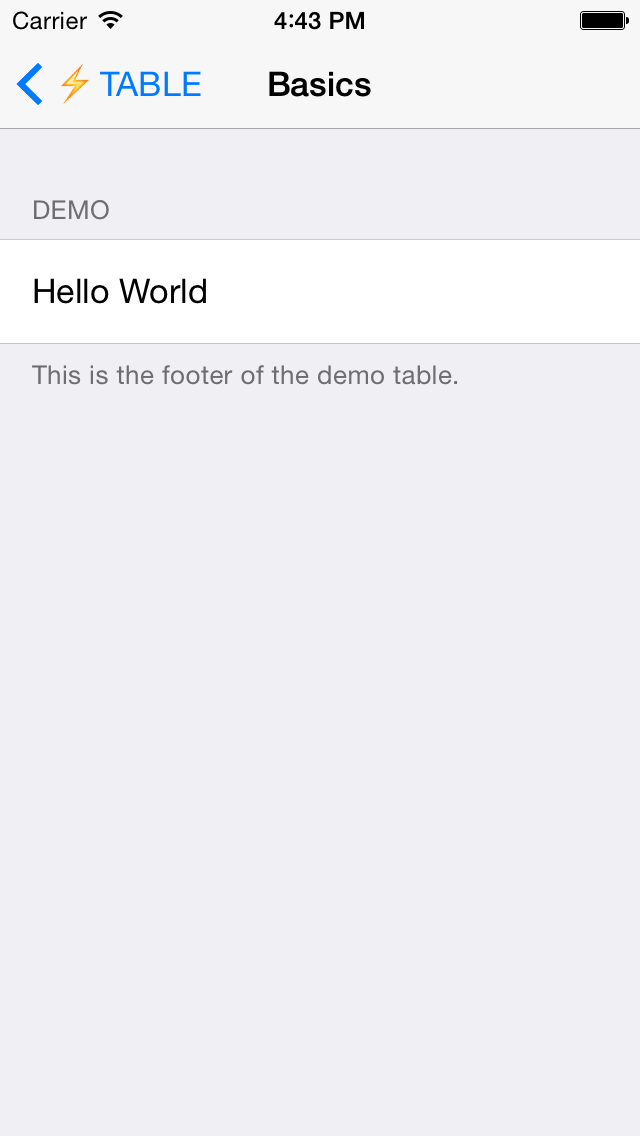 Carrier 4:43 PM
⚡ TABLE Basics
DEMO
Hello World
This is the footer of the demo table.